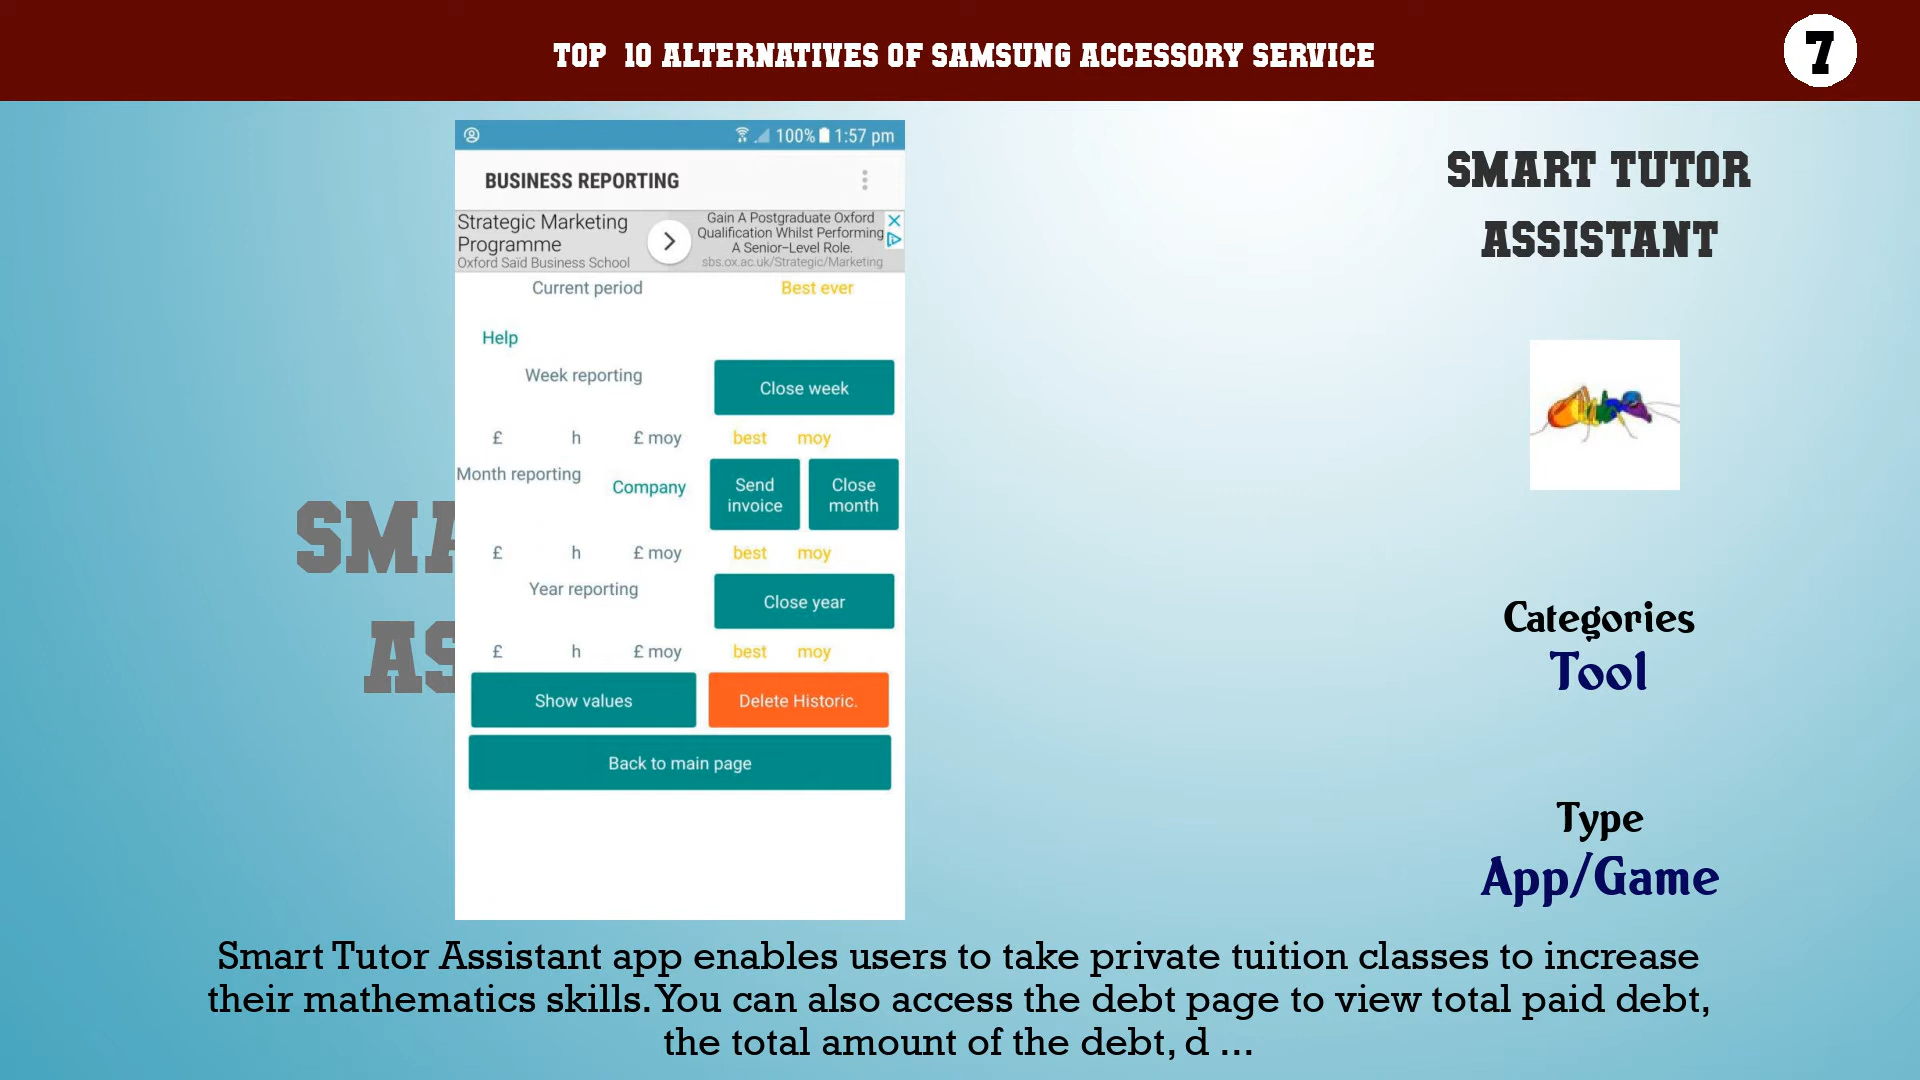 TOP 10 ALTERNATIVES OF SAMSUNG ACCESSORY SERVICE
7
100% 1:57 pm
BUSINESS REPORTING
Strategic Marketing
Programme
Oxford Saïd Business School
Gain A Postgraduate Oxford
Qualification Whilst Performing
A Senior-Level Role.
sbs.ox.ac.uk/Strategic/Marketing
Current period Best ever
Help
Week reporting Close week
£ h £ moy best moy
Month reporting Company Send invoice Close month
£ h £ moy best moy
Year reporting Close year
£ h £ moy best moy
Show values Delete Historic.
Back to main page
SMART TUTOR
ASSISTANT
Categories
Tool
Type
App/Game
Smart Tutor Assistant app enables users to take private tuition classes to increase
their mathematics skills. You can also access the debt page to view total paid debt,
the total amount of the debt, d ...